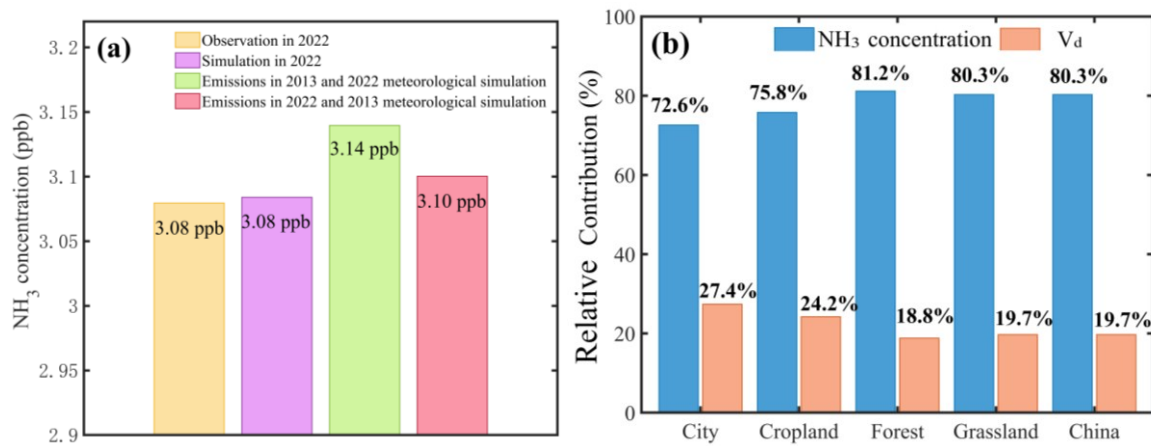 (a)
Observation in 2022
Simulation in 2022
Emissions in 2013 and 2022 meteorological simulation
Emissions in 2022 and 2013 meteorological simulation
NH₃ concentration (ppb)
3.2
3.15
3.1
3.05
3
2.95
2.9
3.08 ppb
3.08 ppb
3.14 ppb
3.10 ppb
(b)
NH₃ concentration
V_d
Relative Contribution (%)
100
80
60
40
20
0
72.6%
75.8%
81.2%
80.3%
80.3%
27.4%
24.2%
18.8%
19.7%
19.7%
City
Cropland
Forest
Grassland
China